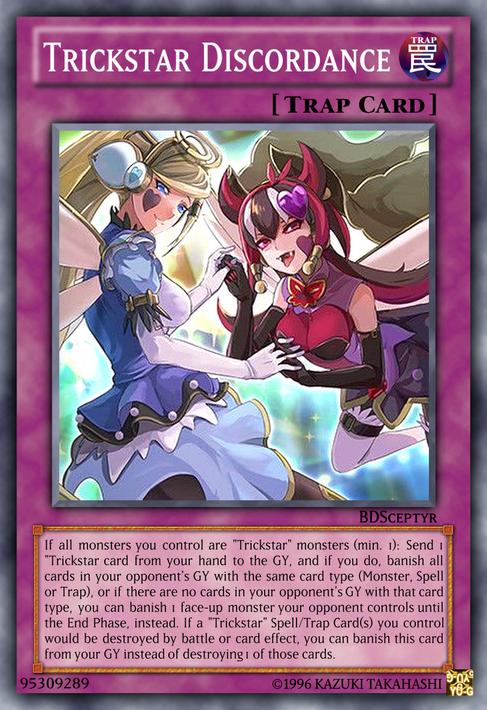 TRICKSTAR DISCORDANCE
TRAP
罠
[TRAP CARD]
BDSCEPTYR
If all monsters you control are "Trickstar" monsters (min. 1): Send 1
"Trickstar card from your hand to the GY, and if you do, banish all
cards in your opponent's GY with the same card type (Monster, Spell
or Trap), or if there are no cards in your opponent's GY with that card
type, you can banish 1 face-up monster your opponent controls until
the End Phase, instead. If a "Trickstar" Spell/Trap Card(s) you control
would be destroyed by battle or card effect, you can banish this card
from your GY instead of destroying 1 of those cards.
95309289
©1996 KAZUKI TAKAHASHI